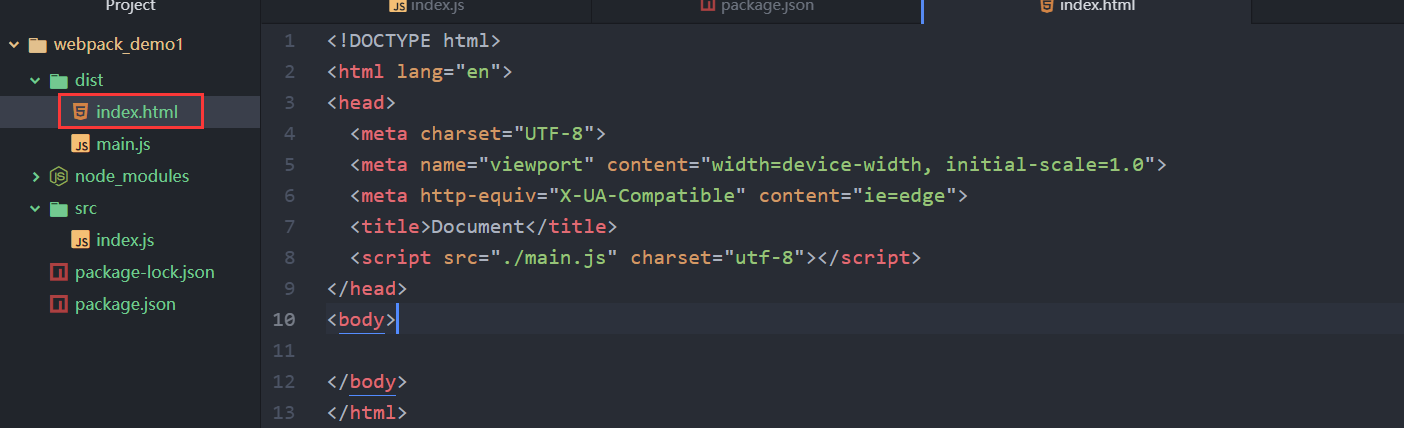 Project
index.js
package.json
index.html
webpack_demo1
dist
index.html
main.js
node_modules
src
index.js
package-lock.json
package.json
1 <!DOCTYPE html>
2 <html lang="en">
3 <head>
4 <meta charset="UTF-8">
5 <meta name="viewport" content="width=device-width, initial-scale=1.0">
6 <meta http-equiv="X-UA-Compatible" content="ie=edge">
7 <title>Document</title>
8 <script src="./main.js" charset="utf-8"></script>
9 </head>
10 <body>
11
12 </body>
13 </html>